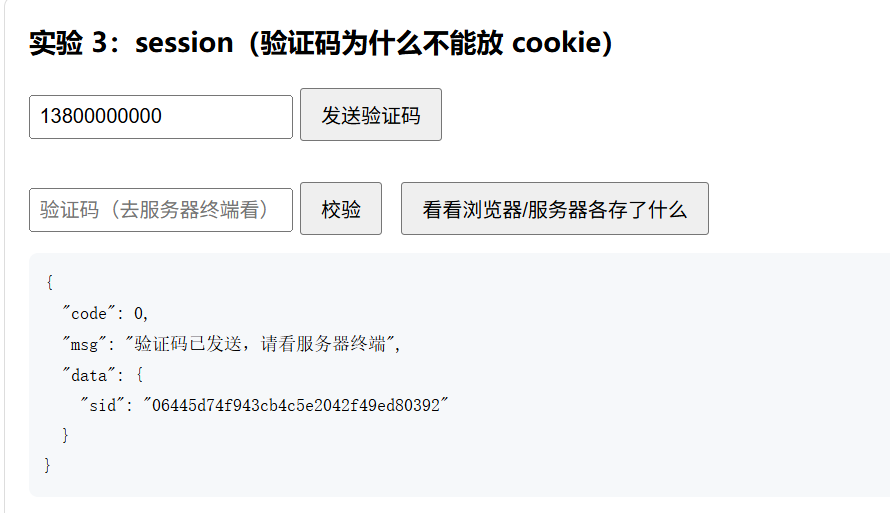 实验 3：session（验证码为什么不能放 cookie）
13800000000 发送验证码
验证码（去服务器终端看） 校验 看看浏览器/服务器各存了什么
{
"code": 0,
"msg": "验证码已发送，请看服务器终端",
"data": {
"sid": "06445d74f943cb4c5e2042f49ed80392"
}
}